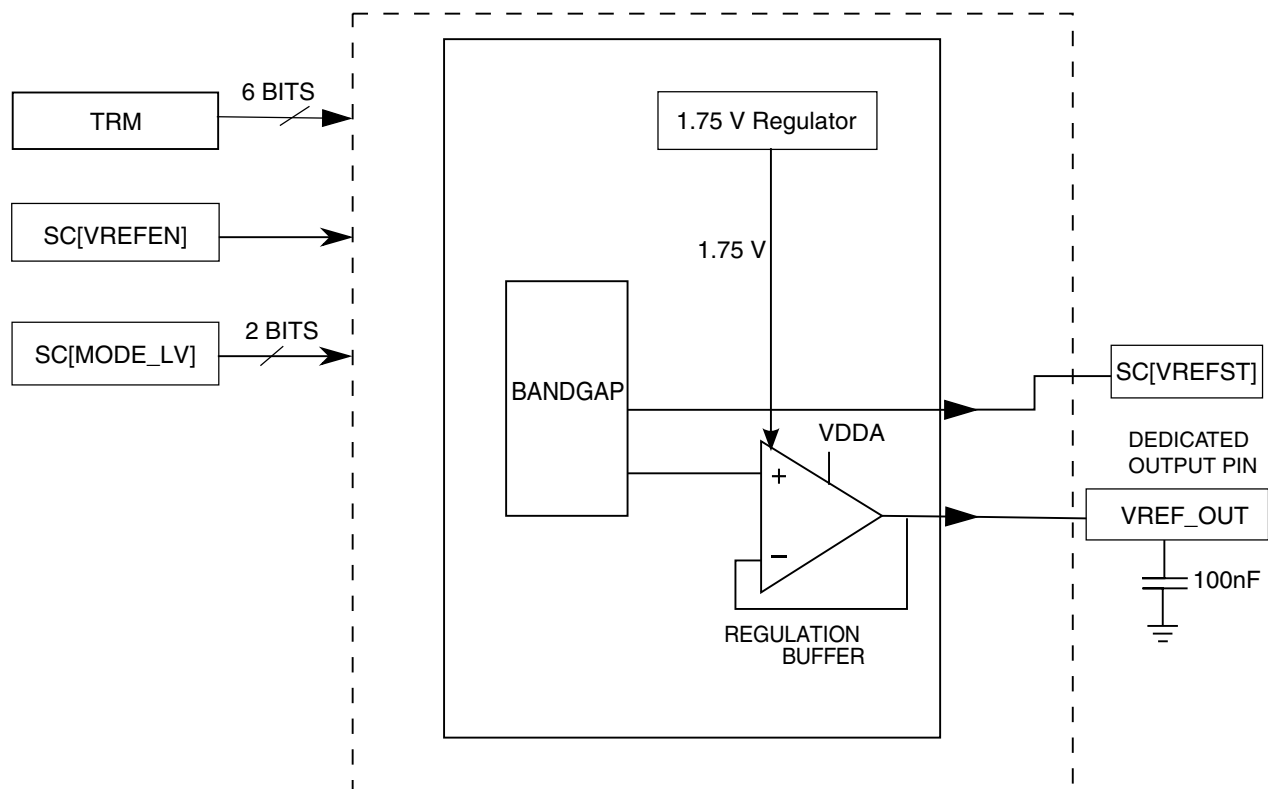 6 BITS
TRM
1.75 V Regulator
SC[VREFEN]
1.75 V
2 BITS
SC[MODE_LV]
SC[VREFST]
BANDGAP
VDDA
DEDICATED
OUTPUT PIN
+
VREF_OUT
−
100nF
REGULATION
BUFFER